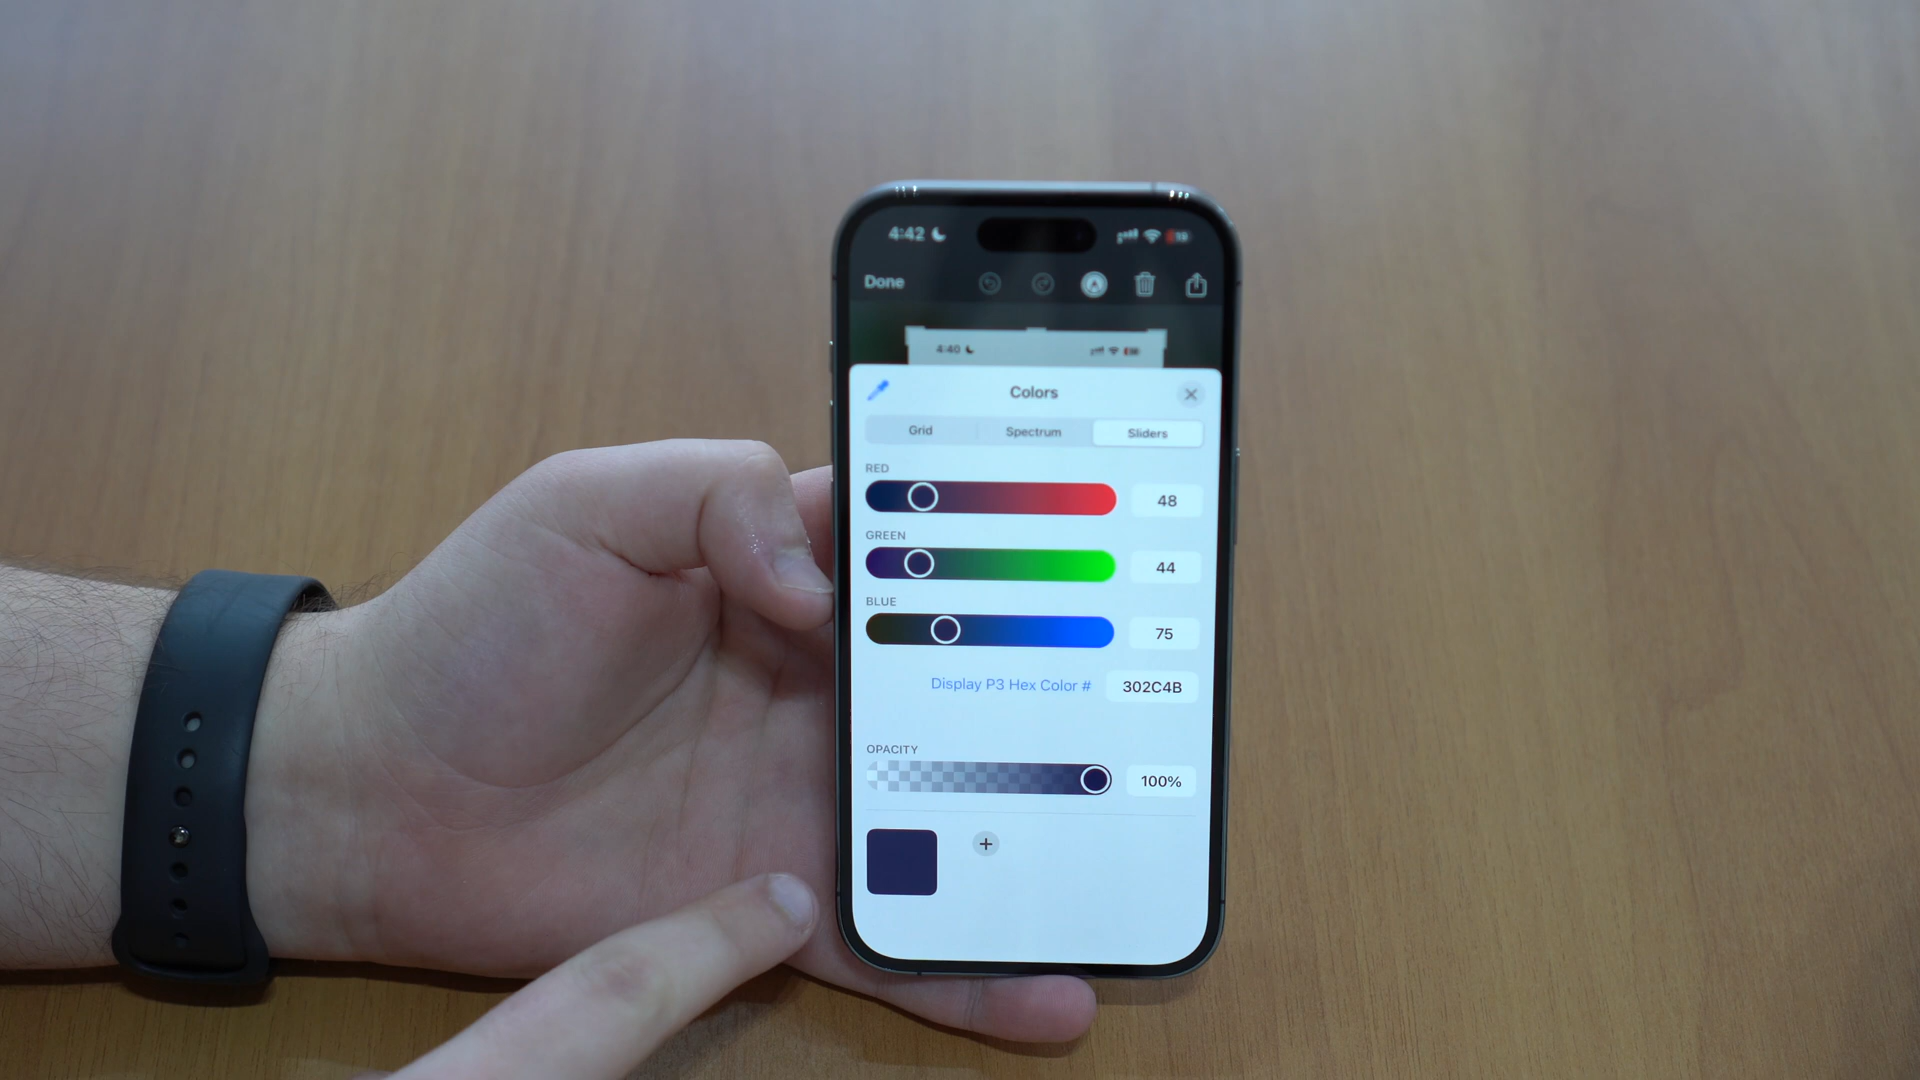 4:42
Done
4:40
Colors
Grid Spectrum Sliders
RED
48
GREEN
44
BLUE
75
Display P3 Hex Color # 302C4B
OPACITY
100%